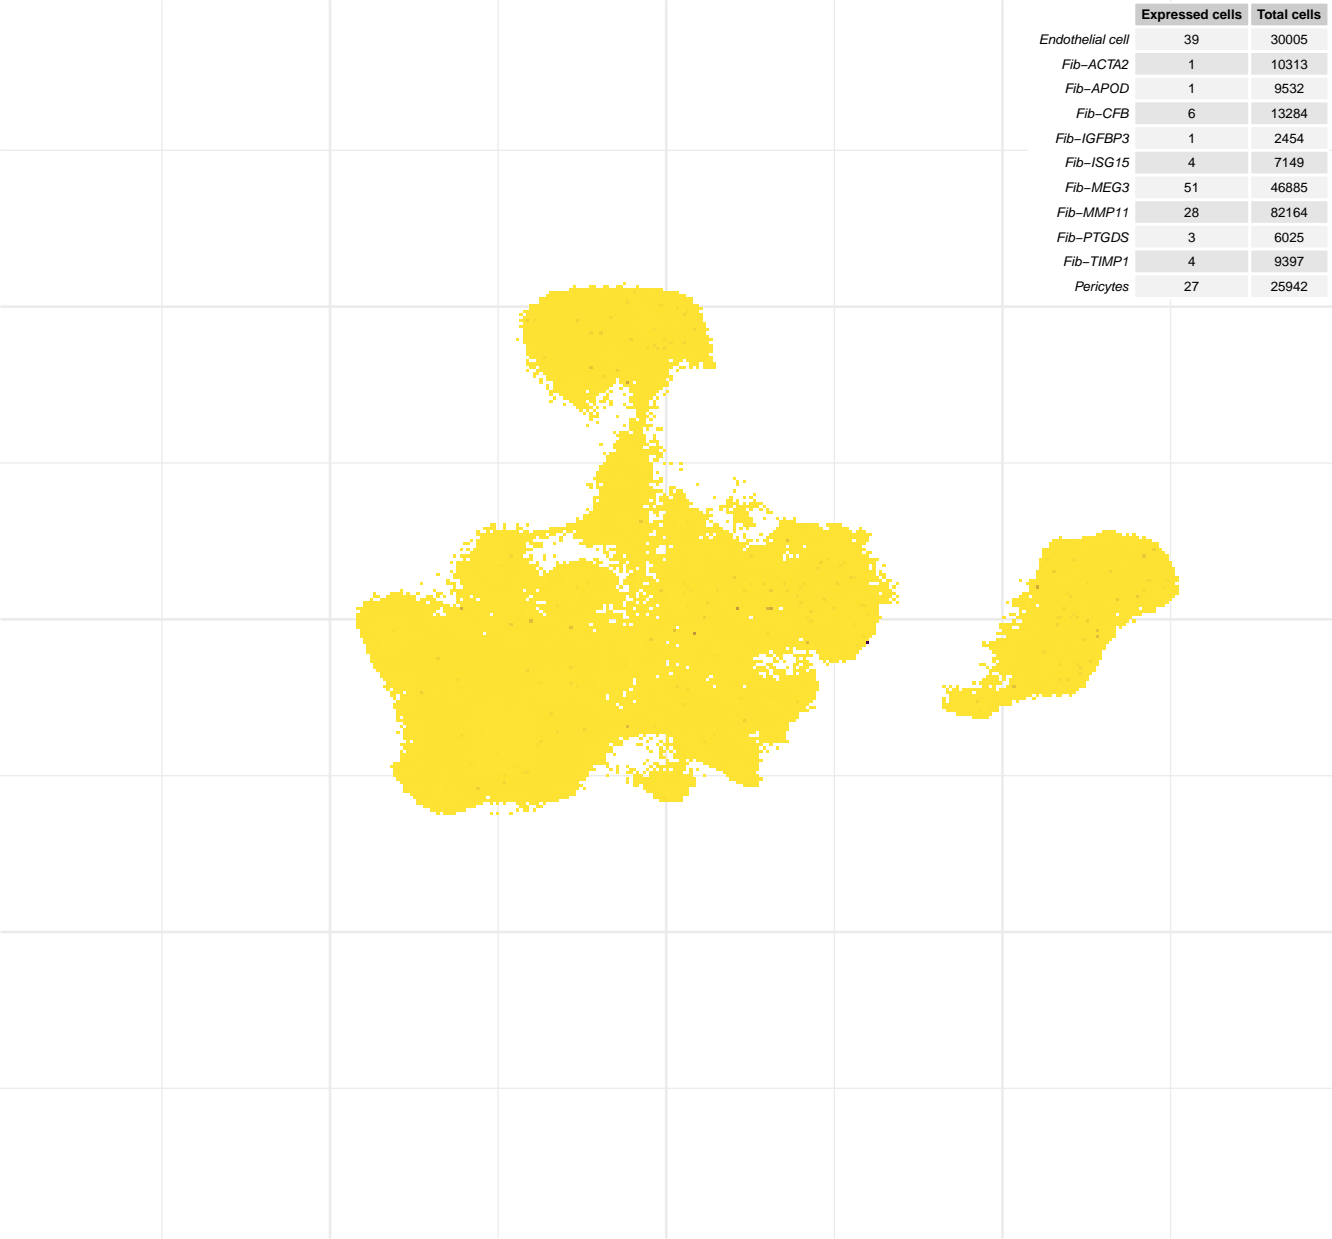 Expressed cells Total cells
Endothelial cell 39 30005
Fib−ACTA2 1 10313
Fib−APOD 1 9532
Fib−CFB 6 13284
Fib−IGFBP3 1 2454
Fib−ISG15 4 7149
Fib−MEG3 51 46885
Fib−MMP11 28 82164
Fib−PTGDS 3 6025
Fib−TIMP1 4 9397
Pericytes 27 25942